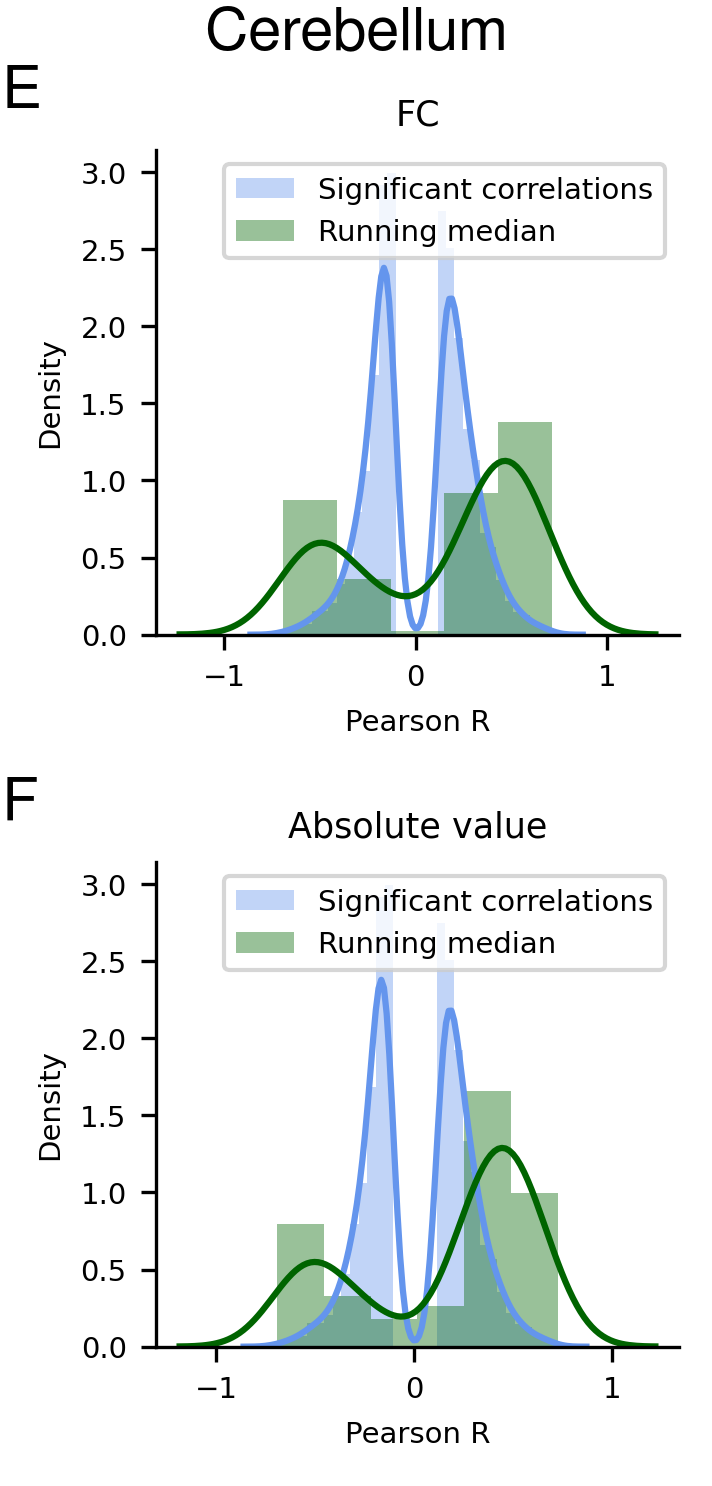 Cerebellum
E
FC
3.0
Significant correlations
Running median
2.5
2.0
1.5
1.0
0.5
0.0
Density
−1 0 1
Pearson R
F
Absolute value
3.0
Significant correlations
Running median
2.5
2.0
1.5
1.0
0.5
0.0
Density
−1 0 1
Pearson R